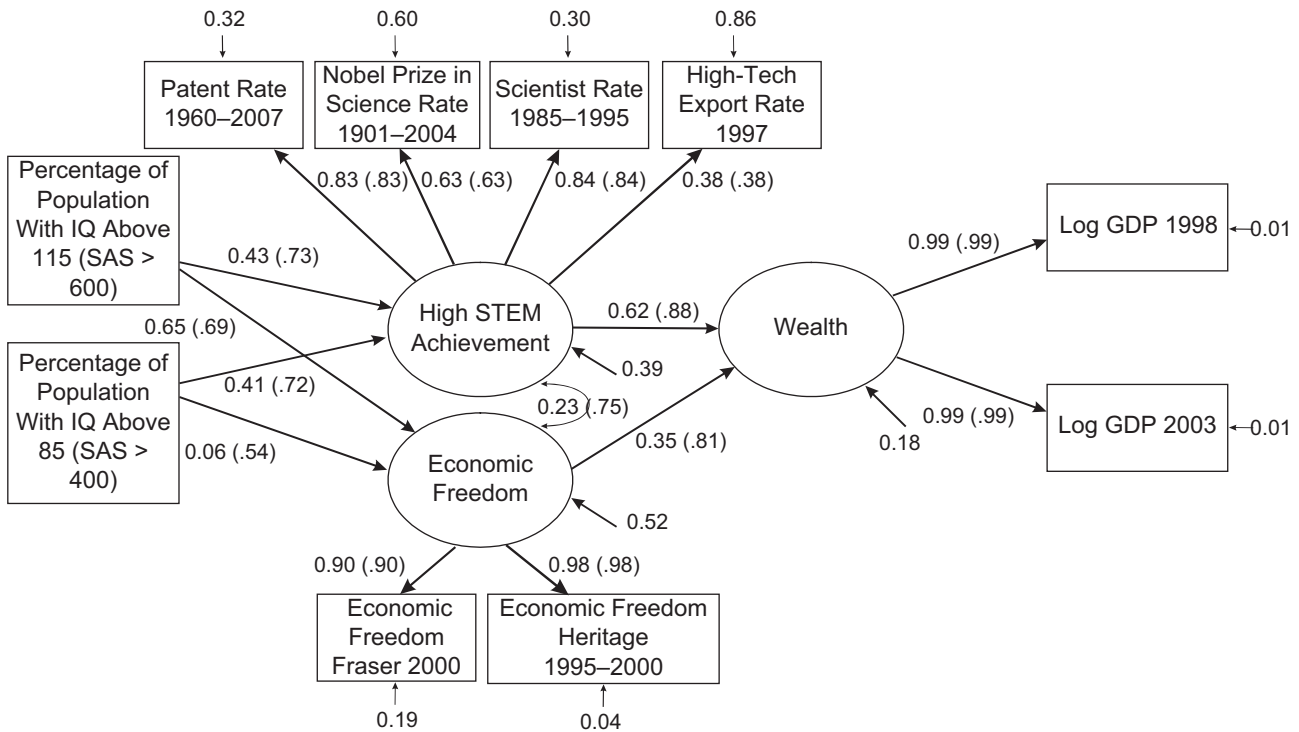 0.32
0.60
0.30
0.86
Patent Rate
1960–2007
Nobel Prize in
Science Rate
1901–2004
Scientist Rate
1985–1995
High-Tech
Export Rate
1997
Percentage of
Population
With IQ Above
115 (SAS >
600)
0.83 (.83)
0.63 (.63)
0.84 (.84)
0.38 (.38)
0.43 (.73)
0.65 (.69)
High STEM
Achievement
0.62 (.88)
Wealth
0.99 (.99)
Log GDP 1998
0.01
Percentage of
Population
With IQ Above
85 (SAS >
400)
0.41 (.72)
0.06 (.54)
0.39
0.23 (.75)
0.35 (.81)
0.18
0.99 (.99)
Log GDP 2003
0.01
Economic
Freedom
0.52
0.90 (.90)
0.98 (.98)
Economic
Freedom
Fraser 2000
Economic Freedom
Heritage
1995–2000
0.19
0.04